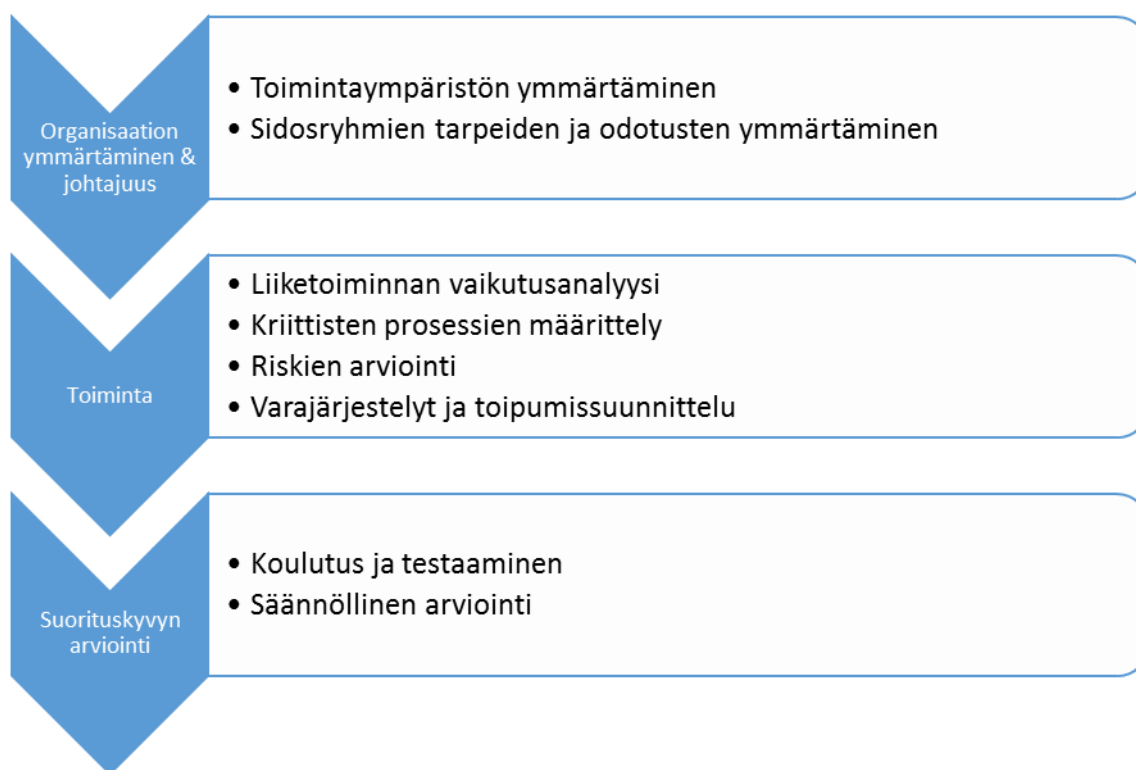 Organisaation
ymmärtäminen &
johtajuus
• Toimintaympäristön ymmärtäminen
• Sidosryhmien tarpeiden ja odotusten ymmärtäminen
Toiminta
• Liiketoiminnan vaikutusanalyysi
• Kriittisten prosessien määrittely
• Riskien arviointi
• Varajärjestelyt ja toipumissuunnittelu
Suorituskyvyn
arviointi
• Koulutus ja testaaminen
• Säännöllinen arviointi